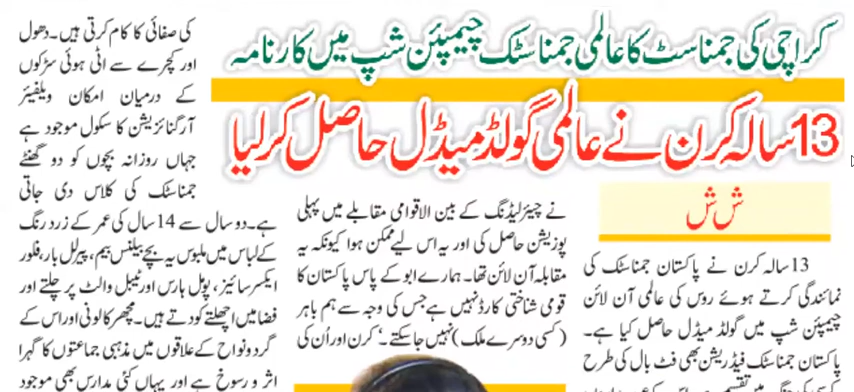 کراچی کی جمناسٹ کا عالمی جمناسٹک چیمپئن شپ میں کارنامہ
13 سالہ کرن نے عالمی گولڈ میڈل حاصل کرلیا
ش ش
13 سالہ کرن نے پاکستان جمناسٹک کی
نمائندگی کرتے ہوئے روس کی عالمی آن لائن
چیمپئن شپ میں گولڈ میڈل حاصل کیا ہے۔
پاکستان جمناسٹک فیڈریشن بھی فٹ بال کی طرح
نے چیئرلیڈنگ کے بین الاقوامی مقابلے میں پہلی
پوزیشن حاصل کی اور یہ اس لیے ممکن ہوا کیونکہ یہ
مقابلہ آن لائن تھا۔ ہمارے ابو کے پاس پاکستان کا
قومی شناختی کارڈ نہیں ہے جس کی وجہ سے ہم باہر
(کسی دوسرے ملک) نہیں جا سکتے۔‘ کرن اور اُن کی
کی صفائی کا کام کرتی ہیں۔ دھول
اور کچرے سے اٹی ہوئی سڑکوں
کے درمیان امکان ویلفیئر
آرگنائزیشن کا سکول موجود ہے
جہاں روزانہ بچوں کو دو گھنٹے
جمناسٹک کی کلاس دی جاتی
ہے۔ دو سال سے 14 سال کی عمر کے زرد رنگ
کے لباس میں ملبوس یہ بچے بیلنس بیم، پیرلل بار، فلور
ایکسرسائیز، پومل ہارس اور ٹیبل والٹ پر چلتے اور
فضا میں اچھلتے کودتے ہیں۔ مچھر کالونی اور اس کے
گرد و نواح کے علاقوں میں مذہبی جماعتوں کا گہرا
اثر و رسوخ ہے اور یہاں کئی مدارس بھی موجود